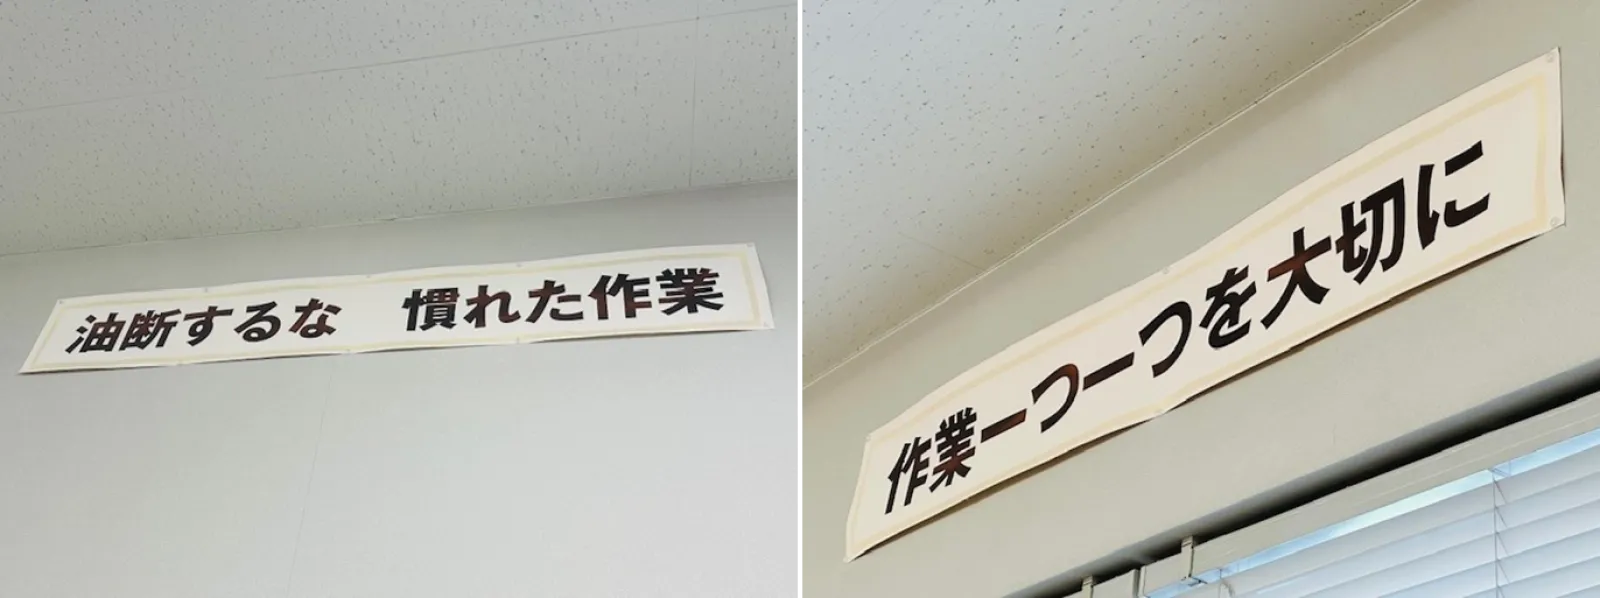 油断するな　慣れた作業
作業一つ一つを大切に